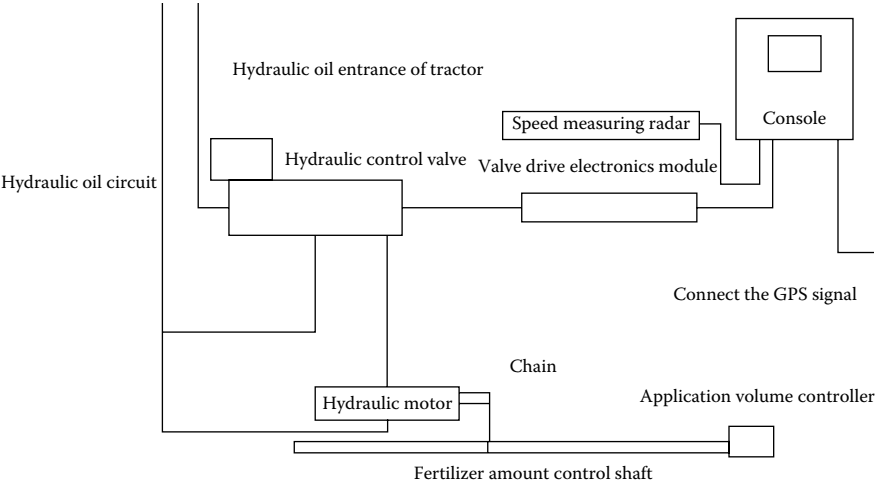 Hydraulic oil entrance of tractor
Speed measuring radar
Console
Hydraulic control valve
Valve drive electronics module
Hydraulic oil circuit
Connect the GPS signal
Chain
Application volume controller
Hydraulic motor
Fertilizer amount control shaft